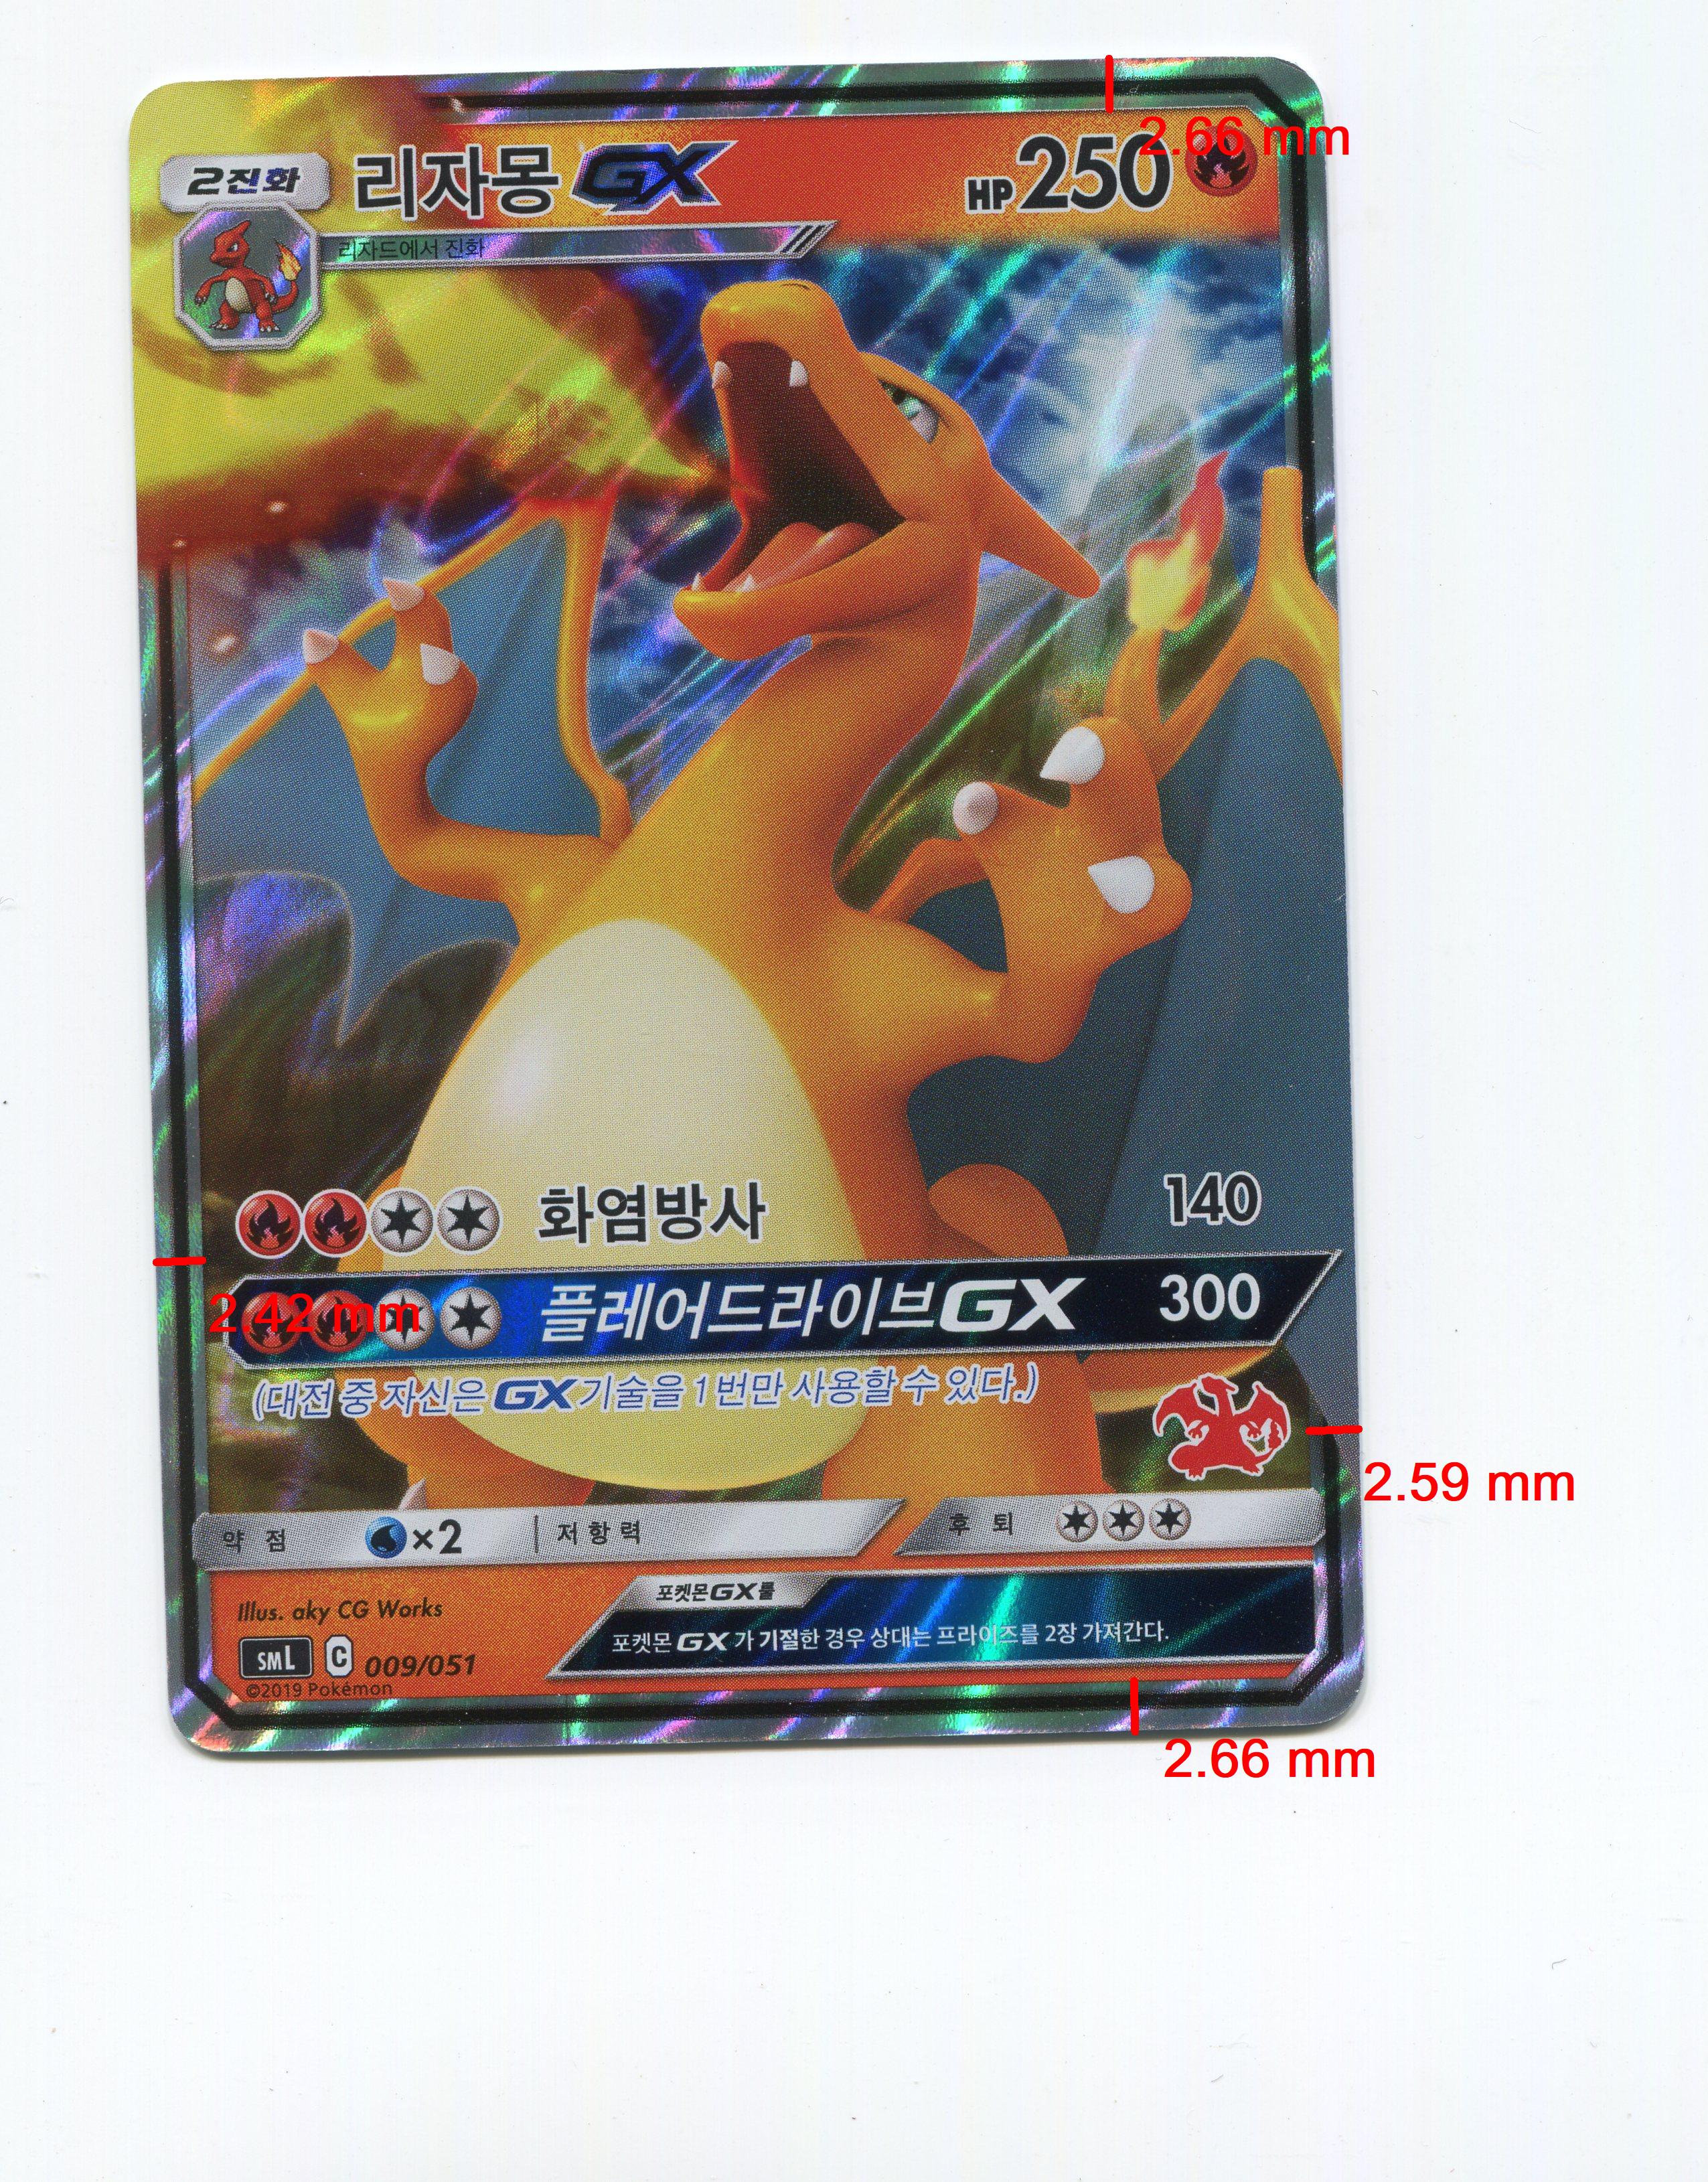 2진화 리자몽 GX HP 250
2.66 mm
리자드에서 진화
화염방사 140
플레어드라이브GX 300
2.42 mm
(대전 중 자신은 GX기술을 1번만 사용할 수 있다.)
2.59 mm
약점 ×2 저항력 후퇴
포켓몬GX룰
포켓몬 GX 가 기절한 경우 상대는 프라이즈를 2장 가져간다.
Illus. aky CG Works
SML C 009/051
©2019 Pokémon
2.66 mm